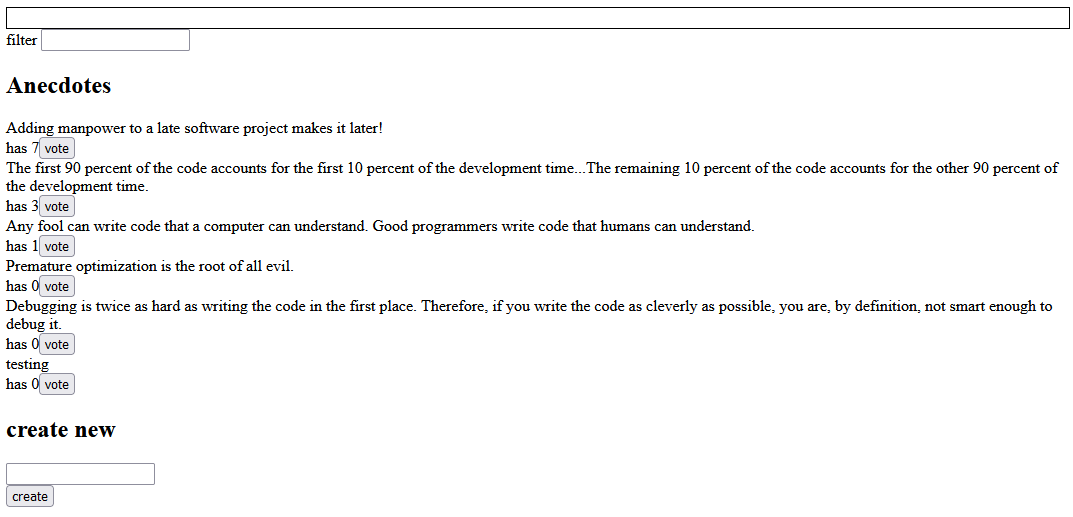 filter
Anecdotes
Adding manpower to a late software project makes it later!
has 7 vote
The first 90 percent of the code accounts for the first 10 percent of the development time...The remaining 10 percent of the code accounts for the other 90 percent of
the development time.
has 3 vote
Any fool can write code that a computer can understand. Good programmers write code that humans can understand.
has 1 vote
Premature optimization is the root of all evil.
has 0 vote
Debugging is twice as hard as writing the code in the first place. Therefore, if you write the code as cleverly as possible, you are, by definition, not smart enough to
debug it.
has 0 vote
testing
has 0 vote
create new
create